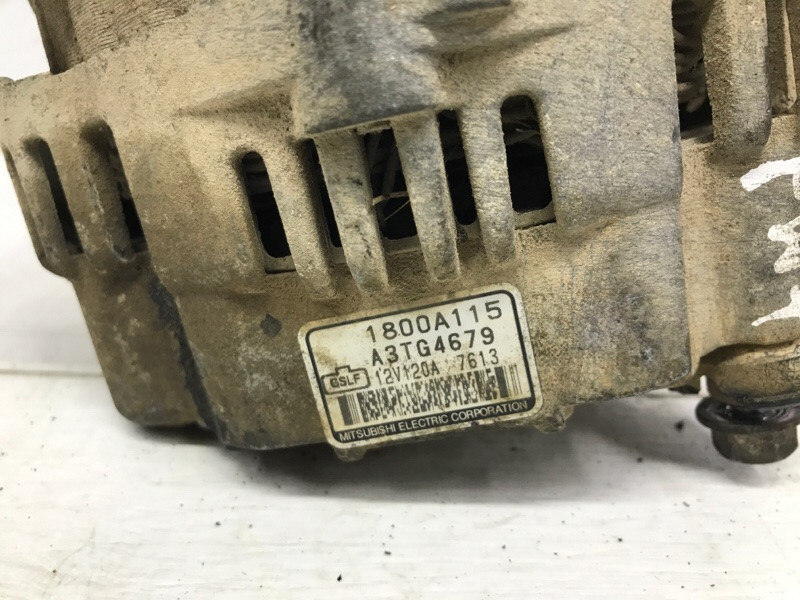 1800A115
A3TG4679
GSLF 12V120A 7613
MITSUBISHI ELECTRIC CORPORATION